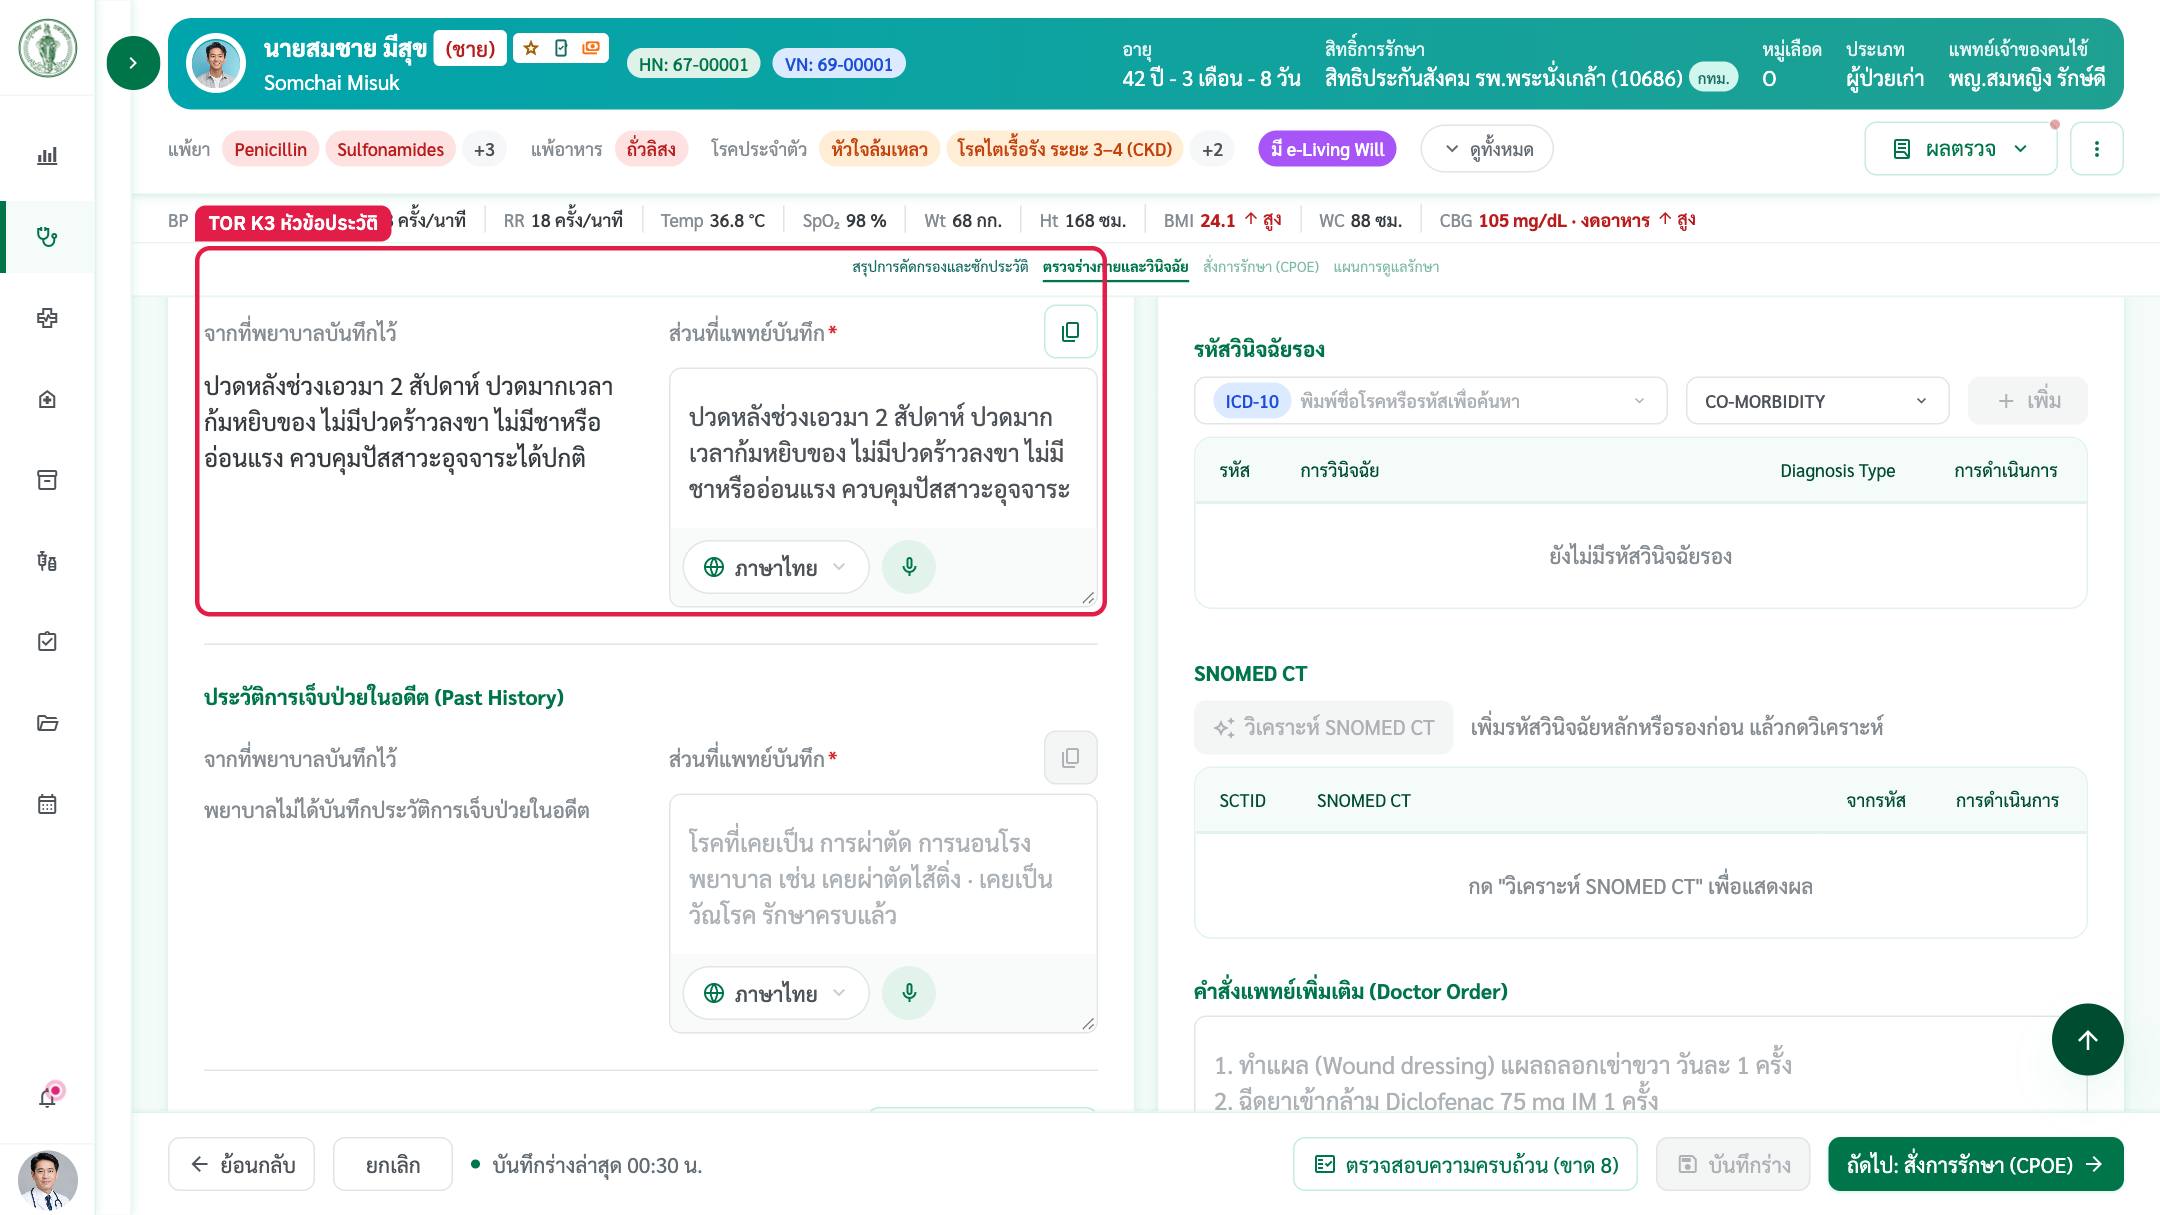 นายสมชาย มีสุข (ชาย)
Somchai Misuk
HN: 67-00001
VN: 69-00001
อายุ
42 ปี - 3 เดือน - 8 วัน
สิทธิ์การรักษา
สิทธิประกันสังคม รพ.พระนั่งเกล้า (10686) กทม.
หมู่เลือด
O
ประเภท
ผู้ป่วยเก่า
แพทย์เจ้าของคนไข้
พญ.สมหญิง รักษ์ดี
แพ้ยา Penicillin Sulfonamides +3 แพ้อาหาร ถั่วลิสง โรคประจำตัว หัวใจล้มเหลว โรคไตเรื้อรัง ระยะ 3–4 (CKD) +2 มี e-Living Will ดูทั้งหมด
ผลตรวจ
BP TOR K3 หัวข้อประวัติ ครั้ง/นาที RR 18 ครั้ง/นาที Temp 36.8 °C SpO₂ 98 % Wt 68 กก. Ht 168 ซม. BMI 24.1 ↑ สูง WC 88 ซม. CBG 105 mg/dL · งดอาหาร ↑ สูง
สรุปการคัดกรองและซักประวัติ ตรวจร่างกายและวินิจฉัย สั่งการรักษา (CPOE) แผนการดูแลรักษา
จากที่พยาบาลบันทึกไว้
ปวดหลังช่วงเอวมา 2 สัปดาห์ ปวดมากเวลา
ก้มหยิบของ ไม่มีปวดร้าวลงขา ไม่มีชาหรือ
อ่อนแรง ควบคุมปัสสาวะอุจจาระได้ปกติ
ส่วนที่แพทย์บันทึก*
ปวดหลังช่วงเอวมา 2 สัปดาห์ ปวดมาก
เวลาก้มหยิบของ ไม่มีปวดร้าวลงขา ไม่มี
ชาหรืออ่อนแรง ควบคุมปัสสาวะอุจจาระ
ภาษาไทย
ประวัติการเจ็บป่วยในอดีต (Past History)
จากที่พยาบาลบันทึกไว้
พยาบาลไม่ได้บันทึกประวัติการเจ็บป่วยในอดีต
ส่วนที่แพทย์บันทึก*
โรคที่เคยเป็น การผ่าตัด การนอนโรง
พยาบาล เช่น เคยผ่าตัดไส้ติ่ง · เคยเป็น
วัณโรค รักษาครบแล้ว
ภาษาไทย
รหัสวินิจฉัยรอง
ICD-10 พิมพ์ชื่อโรคหรือรหัสเพื่อค้นหา
CO-MORBIDITY
+ เพิ่ม
รหัส การวินิจฉัย Diagnosis Type การดำเนินการ
ยังไม่มีรหัสวินิจฉัยรอง
SNOMED CT
วิเคราะห์ SNOMED CT เพิ่มรหัสวินิจฉัยหลักหรือรองก่อน แล้วกดวิเคราะห์
SCTID SNOMED CT จากรหัส การดำเนินการ
กด "วิเคราะห์ SNOMED CT" เพื่อแสดงผล
คำสั่งแพทย์เพิ่มเติม (Doctor Order)
1. ทำแผล (Wound dressing) แผลถลอกเข่าขวา วันละ 1 ครั้ง
2. ฉีดยาเข้ากล้าม Diclofenac 75 mg IM 1 ครั้ง
← ย้อนกลับ
ยกเลิก
บันทึกร่างล่าสุด 00:30 น.
ตรวจสอบความครบถ้วน (ขาด 8)
บันทึกร่าง
ถัดไป: สั่งการรักษา (CPOE) →